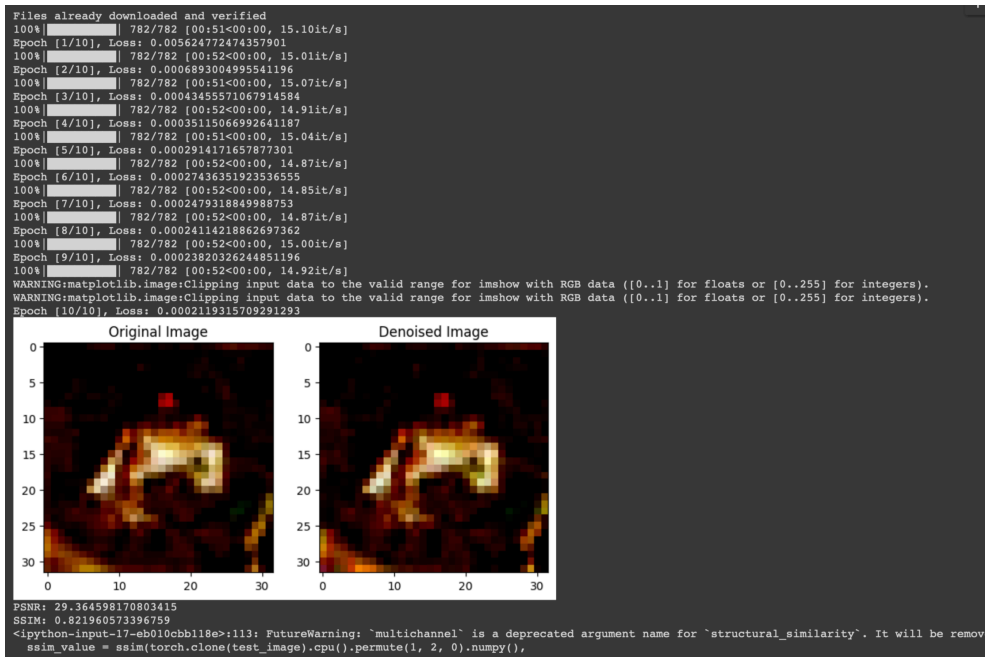 Files already downloaded and verified
100%| | 782/782 [00:51<00:00, 15.10it/s]
Epoch [1/10], Loss: 0.005624772474357901
100%| | 782/782 [00:52<00:00, 15.01it/s]
Epoch [2/10], Loss: 0.0006893004995541196
100%| | 782/782 [00:51<00:00, 15.07it/s]
Epoch [3/10], Loss: 0.00043455571067914584
100%| | 782/782 [00:52<00:00, 14.91it/s]
Epoch [4/10], Loss: 0.00035115066992641187
100%| | 782/782 [00:51<00:00, 15.04it/s]
Epoch [5/10], Loss: 0.0002914171657877301
100%| | 782/782 [00:52<00:00, 14.87it/s]
Epoch [6/10], Loss: 0.00027436351923536555
100%| | 782/782 [00:52<00:00, 14.85it/s]
Epoch [7/10], Loss: 0.0002479318849988753
100%| | 782/782 [00:52<00:00, 14.87it/s]
Epoch [8/10], Loss: 0.00024114218862697362
100%| | 782/782 [00:52<00:00, 15.00it/s]
Epoch [9/10], Loss: 0.00023820326244851196
100%| | 782/782 [00:52<00:00, 14.92it/s]
WARNING:matplotlib.image:Clipping input data to the valid range for imshow with RGB data ([0..1] for floats or [0..255] for integers).
WARNING:matplotlib.image:Clipping input data to the valid range for imshow with RGB data ([0..1] for floats or [0..255] for integers).
Epoch [10/10], Loss: 0.0002119315709291293
Original Image
0
5
10
15
20
25
30
0 10 20 30
Denoised Image
0
5
10
15
20
25
30
0 10 20 30
PSNR: 29.364598170803415
SSIM: 0.821960573396759
<ipython-input-17-eb010cbb118e>:113: FutureWarning: `multichannel` is a deprecated argument name for `structural_similarity`. It will be remov
ssim_value = ssim(torch.clone(test_image).cpu().permute(1, 2, 0).numpy(),